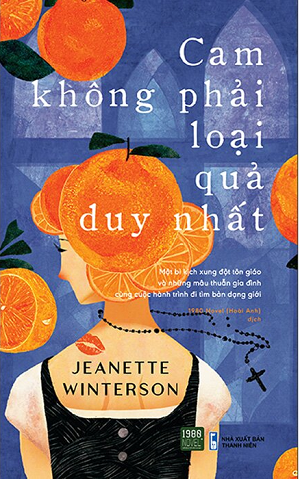 Cam
không phải
loại
quả
duy nhất
Một bi kịch xung đột tôn giáo
và những mâu thuẫn gia đình
cùng cuộc hành trình đi tìm bản dạng giới
1980 Novel (Hoài Anh)
dịch
JEANETTE
WINTERSON
1980
NOVEL
NHÀ XUẤT BẢN
THANH NIÊN